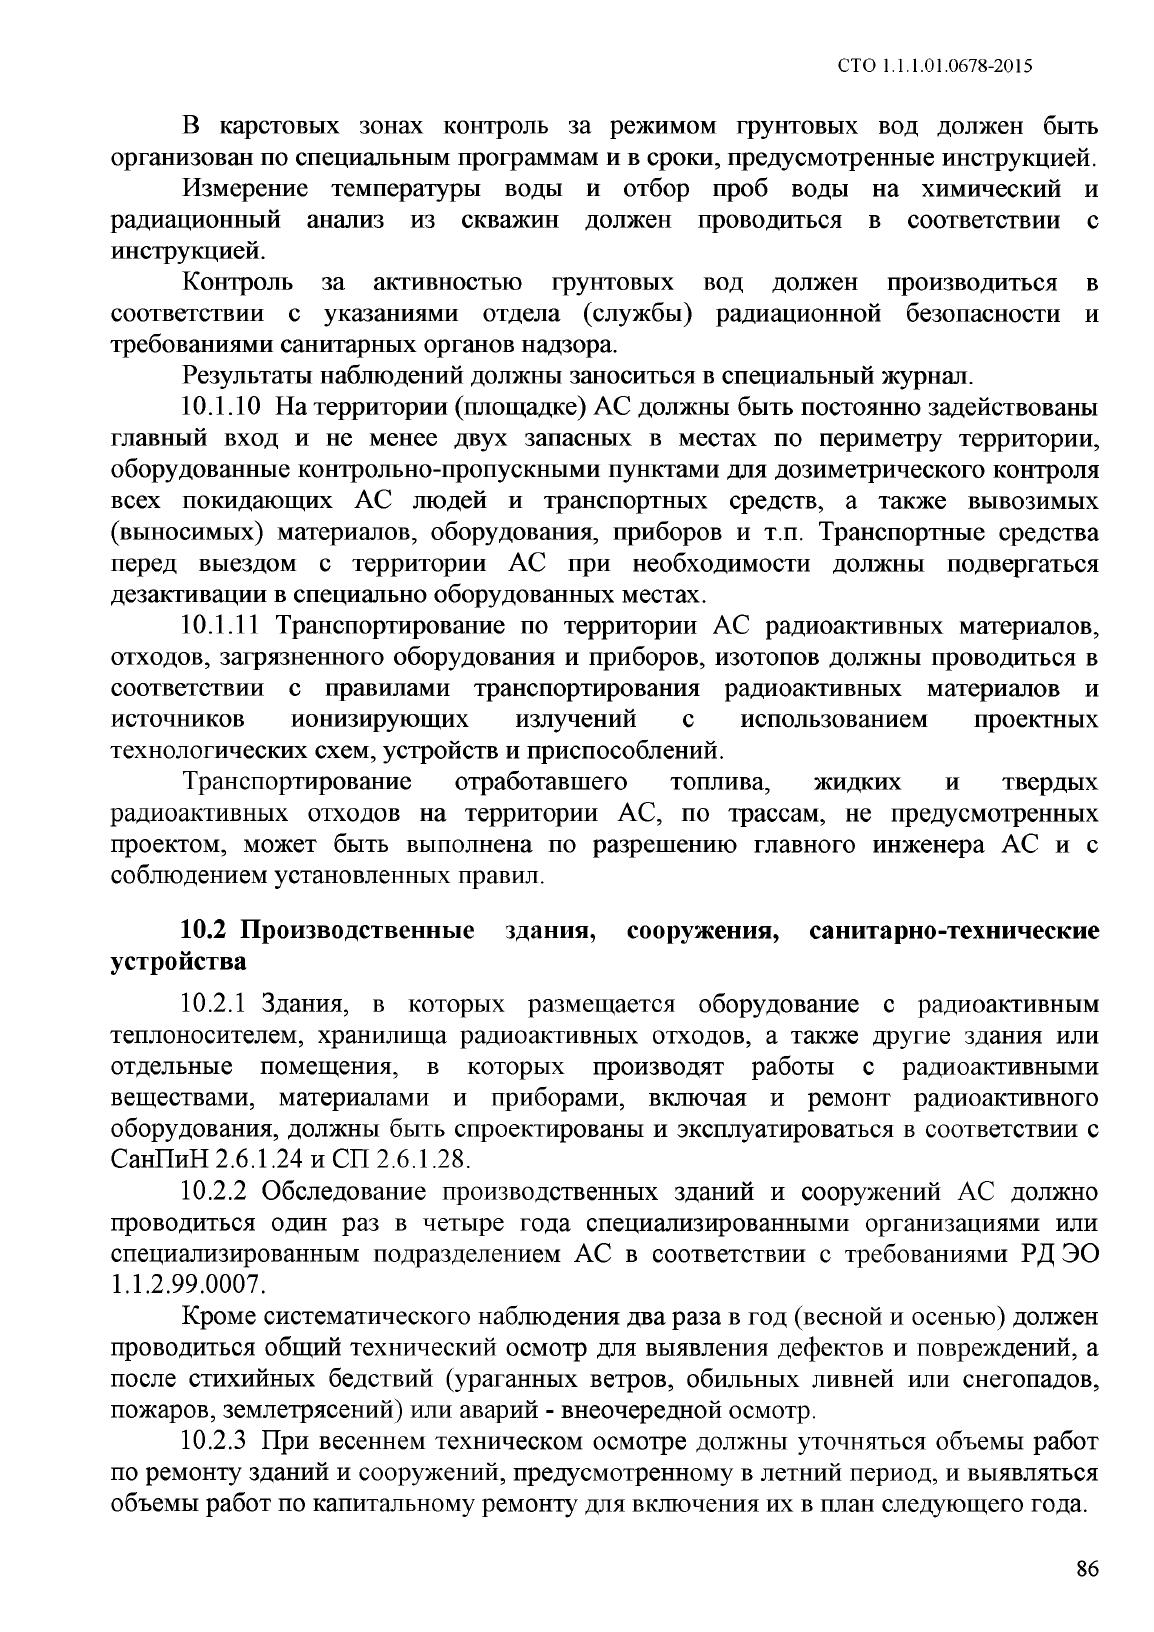 СТО 1.1.1.01.0678-2015
В карстовых зонах контроль за режимом грунтовых вод должен быть
организован по специальным программам и в сроки, предусмотренные инструкцией.
Измерение температуры воды и отбор проб воды на химический и
радиационный анализ из скважин должен проводиться в соответствии с
инструкцией.
Контроль за активностью грунтовых вод должен производиться в
соответствии с указаниями отдела (службы) радиационной безопасности и
требованиями санитарных органов надзора.
Результаты наблюдений должны заноситься в специальный журнал.
10.1.10 На территории (площадке) АС должны быть постоянно задействованы
главный вход и не менее двух запасных в местах по периметру территории,
оборудованные контрольно-пропускными пунктами для дозиметрического контроля
всех покидающих АС людей и транспортных средств, а также вывозимых
(выносимых) материалов, оборудования, приборов и т.п. Транспортные средства
перед выездом с территории АС при необходимости должны подвергаться
дезактивации в специально оборудованных местах.
10.1.11 Транспортирование по территории АС радиоактивных материалов,
отходов, загрязненного оборудования и приборов, изотопов должны проводиться в
соответствии с правилами транспортирования радиоактивных материалов и
источников ионизирующих излучений с использованием проектных
технологических схем, устройств и приспособлений.
Транспортирование отработавшего топлива, жидких и твердых
радиоактивных отходов на территории АС, по трассам, не предусмотренных
проектом, может быть выполнена по разрешению главного инженера АС и с
соблюдением установленных правил.
10.2 Производственные здания, сооружения, санитарно-технические
устройства
10.2.1 Здания, в которых размещается оборудование с радиоактивным
теплоносителем, хранилища радиоактивных отходов, а также другие здания или
отдельные помещения, в которых производят работы с радиоактивными
веществами, материалами и приборами, включая и ремонт радиоактивного
оборудования, должны быть спроектированы и эксплуатироваться в соответствии с
СанПиН 2.6.1.24 и СП 2.6.1.28.
10.2.2 Обследование производственных зданий и сооружений АС должно
проводиться один раз в четыре года специализированными организациями или
специализированным подразделением АС в соответствии с требованиями РД ЭО
1.1.2.99.0007.
Кроме систематического наблюдения два раза в год (весной и осенью) должен
проводиться общий технический осмотр для выявления дефектов и повреждений, а
после стихийных бедствий (ураганных ветров, обильных ливней или снегопадов,
пожаров, землетрясений) или аварий - внеочередной осмотр.
10.2.3 При весеннем техническом осмотре должны уточняться объемы работ
по ремонту зданий и сооружений, предусмотренному в летний период, и выявляться
объемы работ по капитальному ремонту для включения их в план следующего года.
86